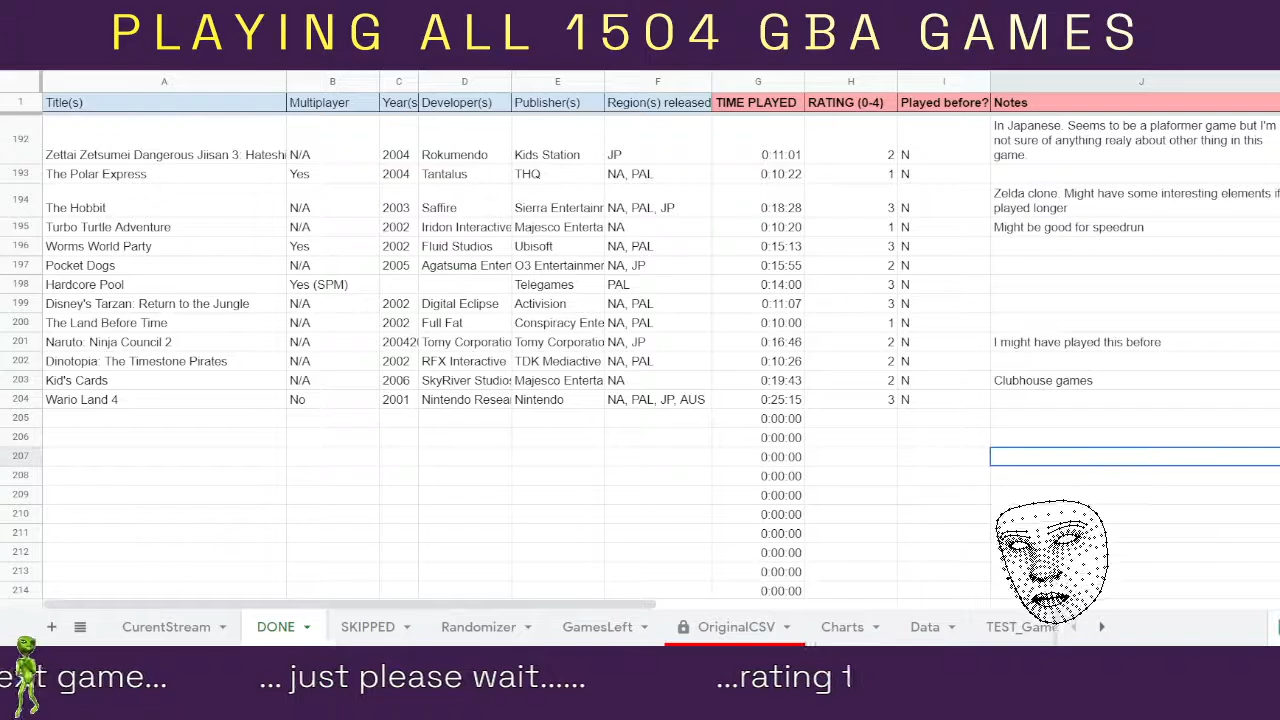 PLAYING ALL 1504 GBA GAMES
A B C D E F G H I J
1 Title(s) Multiplayer Year(s Developer(s) Publisher(s) Region(s) released TIME PLAYED RATING (0-4) Played before? Notes
192 Zettai Zetsumei Dangerous Jiisan 3: Hateshi N/A 2004 Rokumendo Kids Station JP 0:11:01 2 N In Japanese. Seems to be a plaformer game but I'm
not sure of anything realy about other thing in this
game.
193 The Polar Express Yes 2004 Tantalus THQ NA, PAL 0:10:22 1 N
194 The Hobbit N/A 2003 Saffire Sierra Entertainr NA, PAL, JP 0:18:28 3 N Zelda clone. Might have some interesting elements if
played longer
195 Turbo Turtle Adventure N/A 2002 Iridon Interactive Majesco Enterta NA 0:10:20 1 N Might be good for speedrun
196 Worms World Party Yes 2002 Fluid Studios Ubisoft NA, PAL 0:15:13 3 N
197 Pocket Dogs N/A 2005 Agatsuma Enter O3 Entertainmer NA, JP 0:15:55 2 N
198 Hardcore Pool Yes (SPM) Telegames PAL 0:14:00 3 N
199 Disney's Tarzan: Return to the Jungle N/A 2002 Digital Eclipse Activision NA, PAL 0:11:07 3 N
200 The Land Before Time N/A 2002 Full Fat Conspiracy Ente NA, PAL 0:10:00 1 N
201 Naruto: Ninja Council 2 N/A 200420 Tomy Corporatio Tomy Corporatio NA, JP 0:16:46 2 N I might have played this before
202 Dinotopia: The Timestone Pirates N/A 2002 RFX Interactive TDK Mediactive NA, PAL 0:10:26 2 N
203 Kid's Cards N/A 2006 SkyRiver Studios Majesco Enterta NA 0:19:43 2 N Clubhouse games
204 Wario Land 4 No 2001 Nintendo Resea Nintendo NA, PAL, JP, AUS 0:25:15 3 N
205 0:00:00
206 0:00:00
207 0:00:00
208 0:00:00
209 0:00:00
210 0:00:00
211 0:00:00
212 0:00:00
213 0:00:00
214 0:00:00
CurentStream DONE SKIPPED Randomizer GamesLeft OriginalCSV Charts Data TEST_Gam
ext game... ... just please wait...... ...rating 1